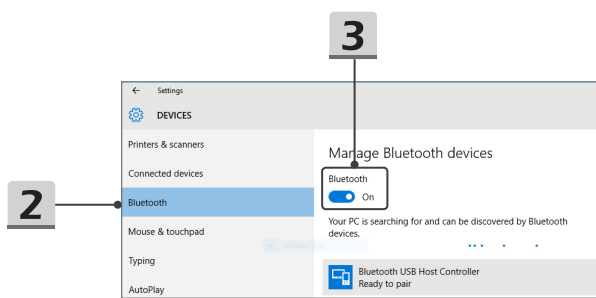 3
← Settings
DEVICES
Printers & scanners
Manage Bluetooth devices
Connected devices
Bluetooth
2
Bluetooth
On
Mouse & touchpad
Your PC is searching for and can be discovered by Bluetooth
devices.
Typing
Bluetooth USB Host Controller
Ready to pair
AutoPlay